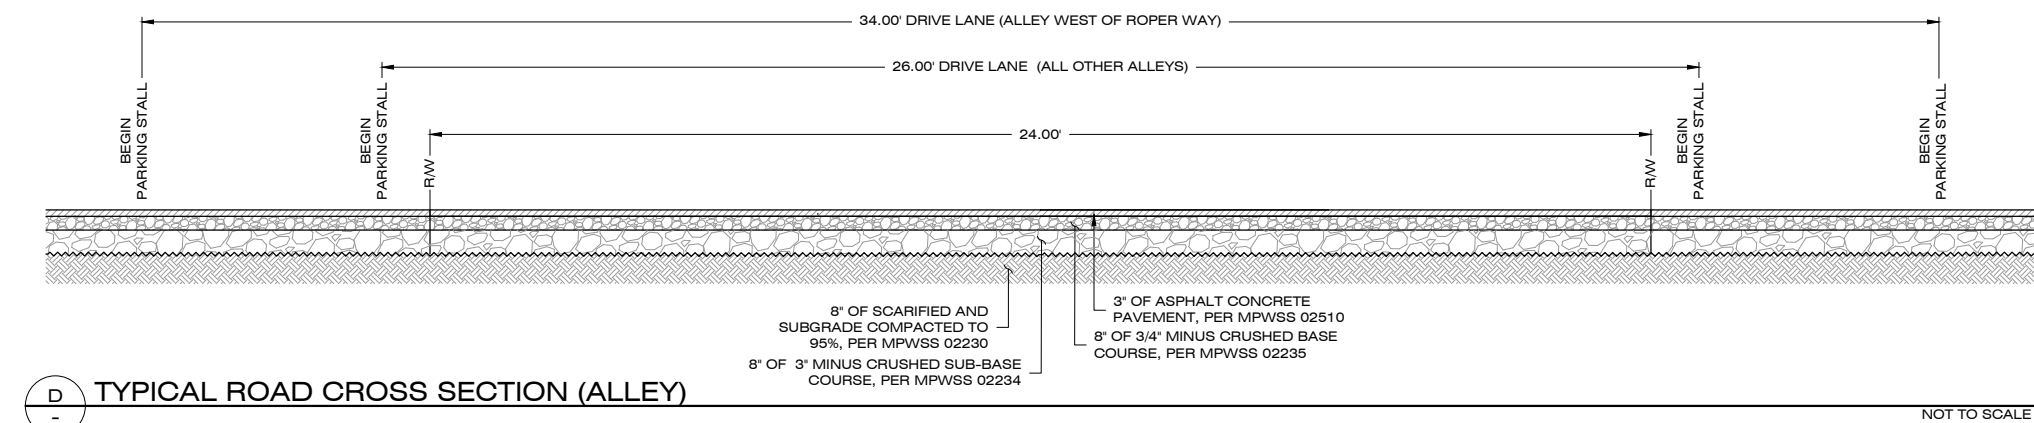 34.00' DRIVE LANE (ALLEY WEST OF ROPER WAY)
26.00' DRIVE LANE (ALL OTHER ALLEYS)
24.00'
BEGIN
PARKING STALL
BEGIN
PARKING STALL
R/W
R/W
BEGIN
PARKING STALL
BEGIN
PARKING STALL
8" OF SCARIFIED AND
SUBGRADE COMPACTED TO
95%, PER MPWSS 02230
8" OF 3" MINUS CRUSHED SUB-BASE
COURSE, PER MPWSS 02234
3" OF ASPHALT CONCRETE
PAVEMENT, PER MPWSS 02510
8" OF 3/4" MINUS CRUSHED BASE
COURSE, PER MPWSS 02235
D
-
TYPICAL ROAD CROSS SECTION (ALLEY)
NOT TO SCALE